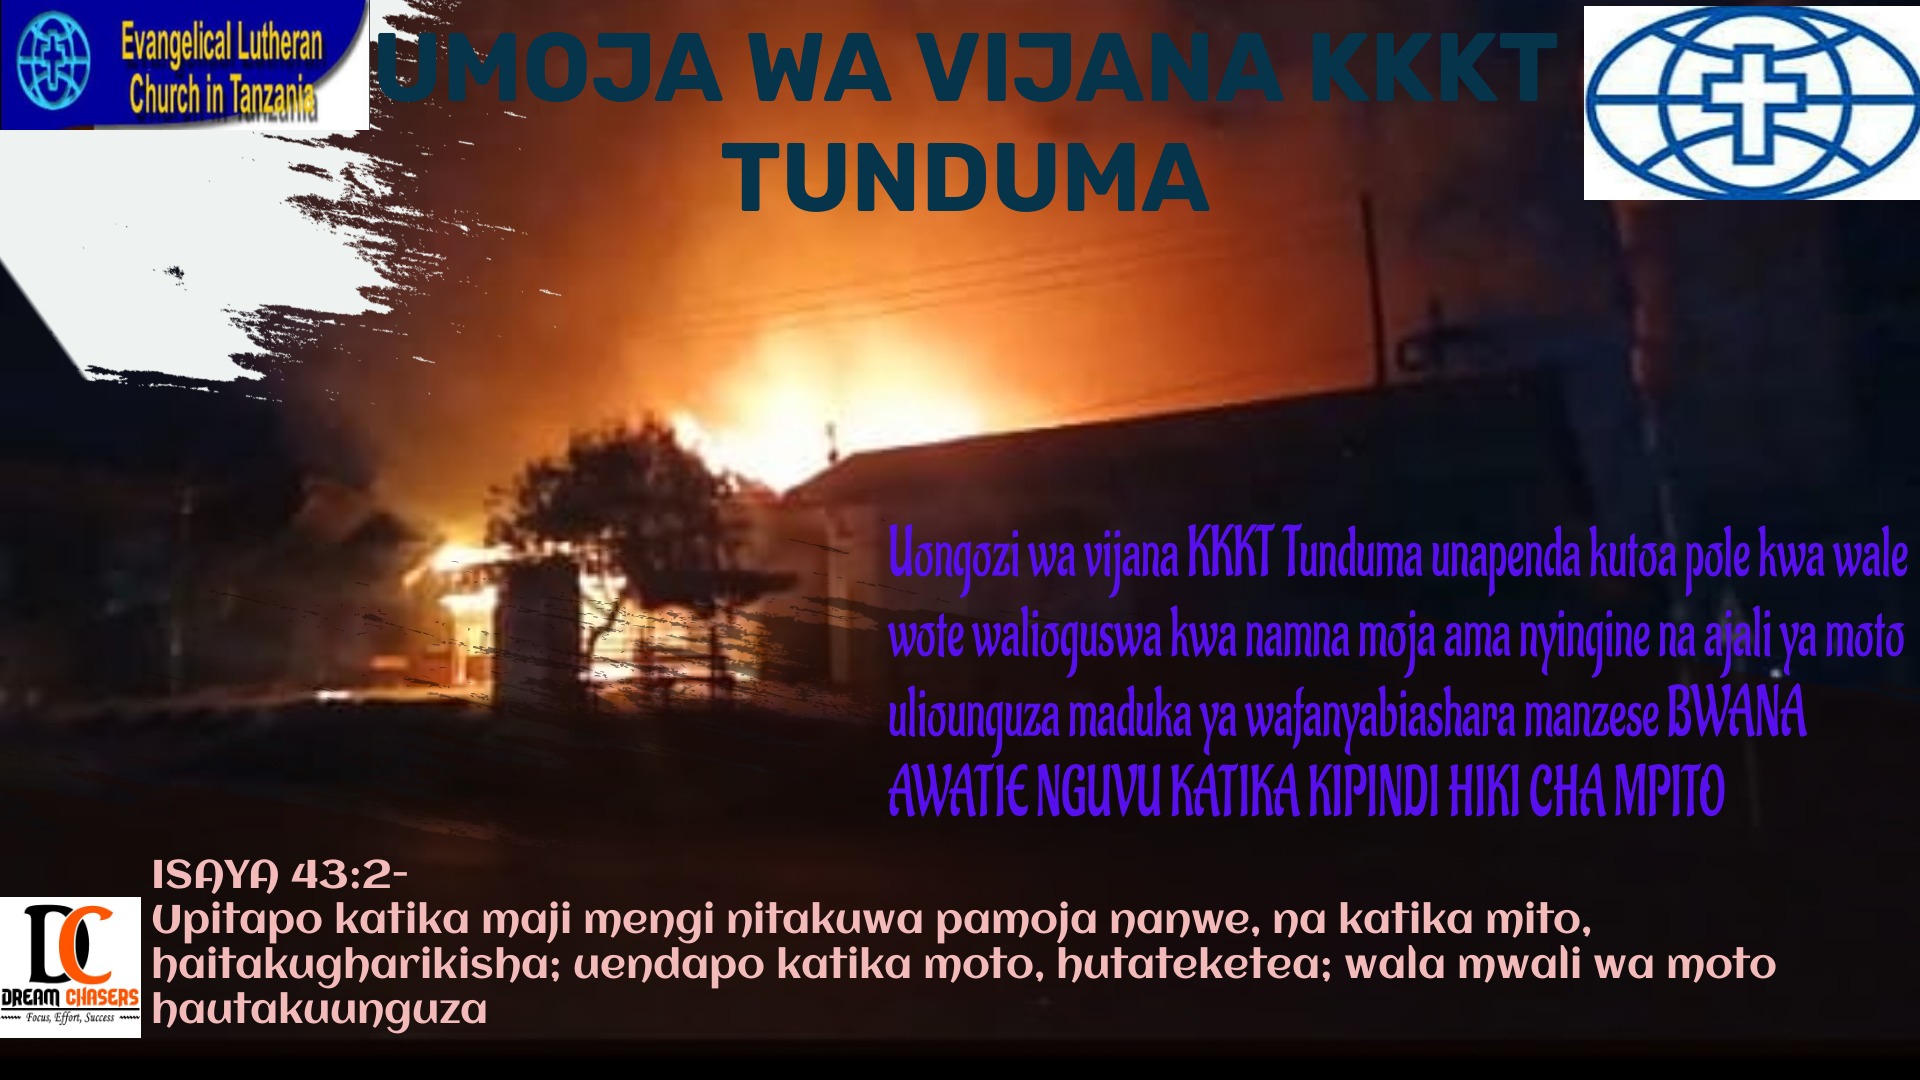 Evangelical Lutheran
Church in Tanzania
UMOJA WA VIJANA KKKT
TUNDUMA
Uongozi wa vijana KKKT Tunduma unapenda kutoa pole kwa wale
wote walioguswa kwa namna moja ama nyingine na ajali ya moto
uliounguza maduka ya wafanyabiashara manzese BWANA
AWATIE NGUVU KATIKA KIPINDI HIKI CHA MPITO
ISAYA 43:2-
Upitapo katika maji mengi nitakuwa pamoja nanwe, na katika mito,
haitakugharikisha; uendapo katika moto, hutateketea; wala mwali wa moto
hautakuunguza
DC
DREAM CHASERS
Focus, Effort, Success